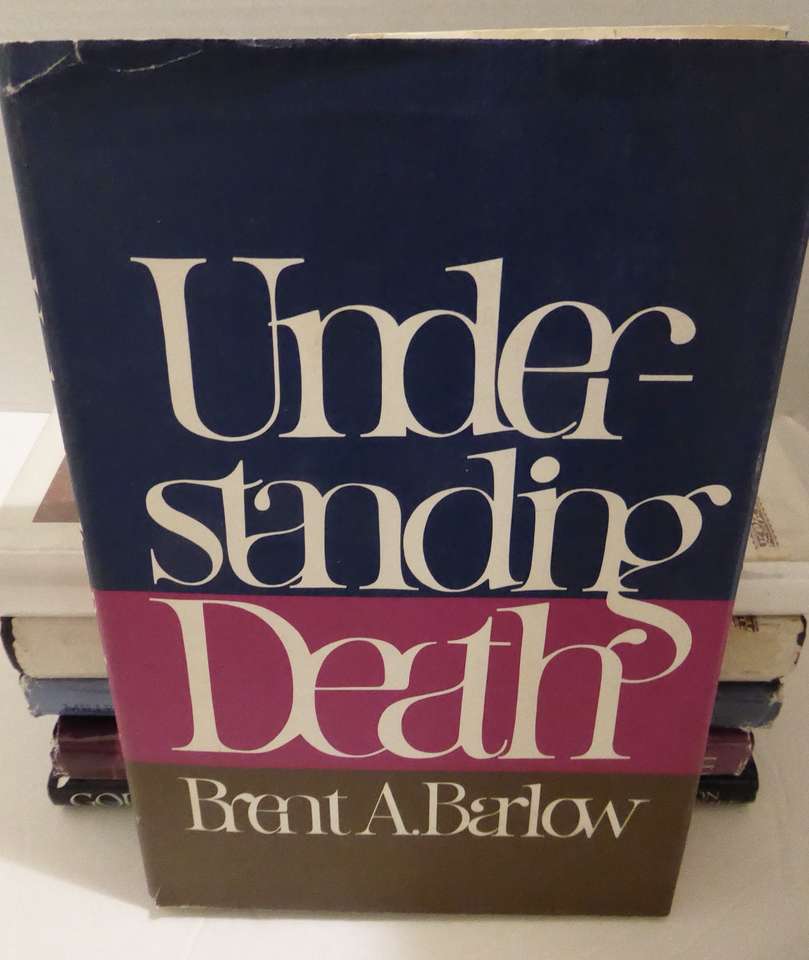 Under-
standing
Death
Brent A. Barlow